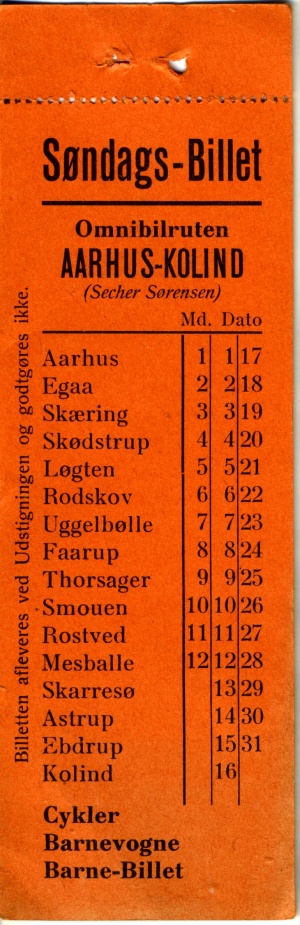 Søndags-Billet
Omnibilruten
AARHUS-KOLIND
(Secher Sørensen)
Md. Dato
Aarhus 1 1 17
Egaa 2 2 18
Skæring 3 3 19
Skødstrup 4 4 20
Løgten 5 5 21
Rodskov 6 6 22
Uggelbølle 7 7 23
Faarup 8 8 24
Thorsager 9 9 25
Smouen 10 10 26
Rostved 11 11 27
Mesballe 12 12 28
Skarresø 13 29
Astrup 14 30
Ebdrup 15 31
Kolind 16
Cykler
Barnevogne
Barne-Billet
Billetten afleveres ved Udstigningen og godtgøres ikke.